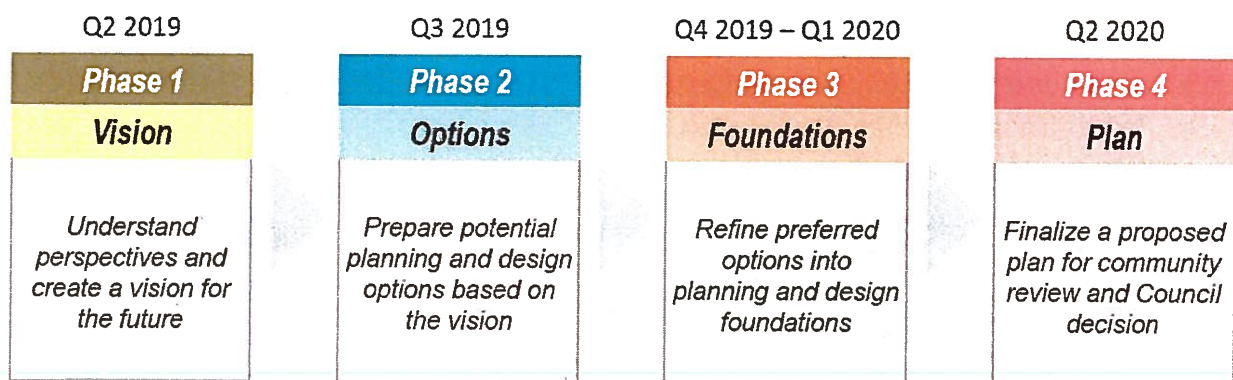 Q2 2019
Phase 1
Vision
Understand
perspectives and
create a vision for
the future
Q3 2019
Phase 2
Options
Prepare potential
planning and design
options based on
the vision
Q4 2019 – Q1 2020
Phase 3
Foundations
Refine preferred
options into
planning and design
foundations
Q2 2020
Phase 4
Plan
Finalize a proposed
plan for community
review and Council
decision